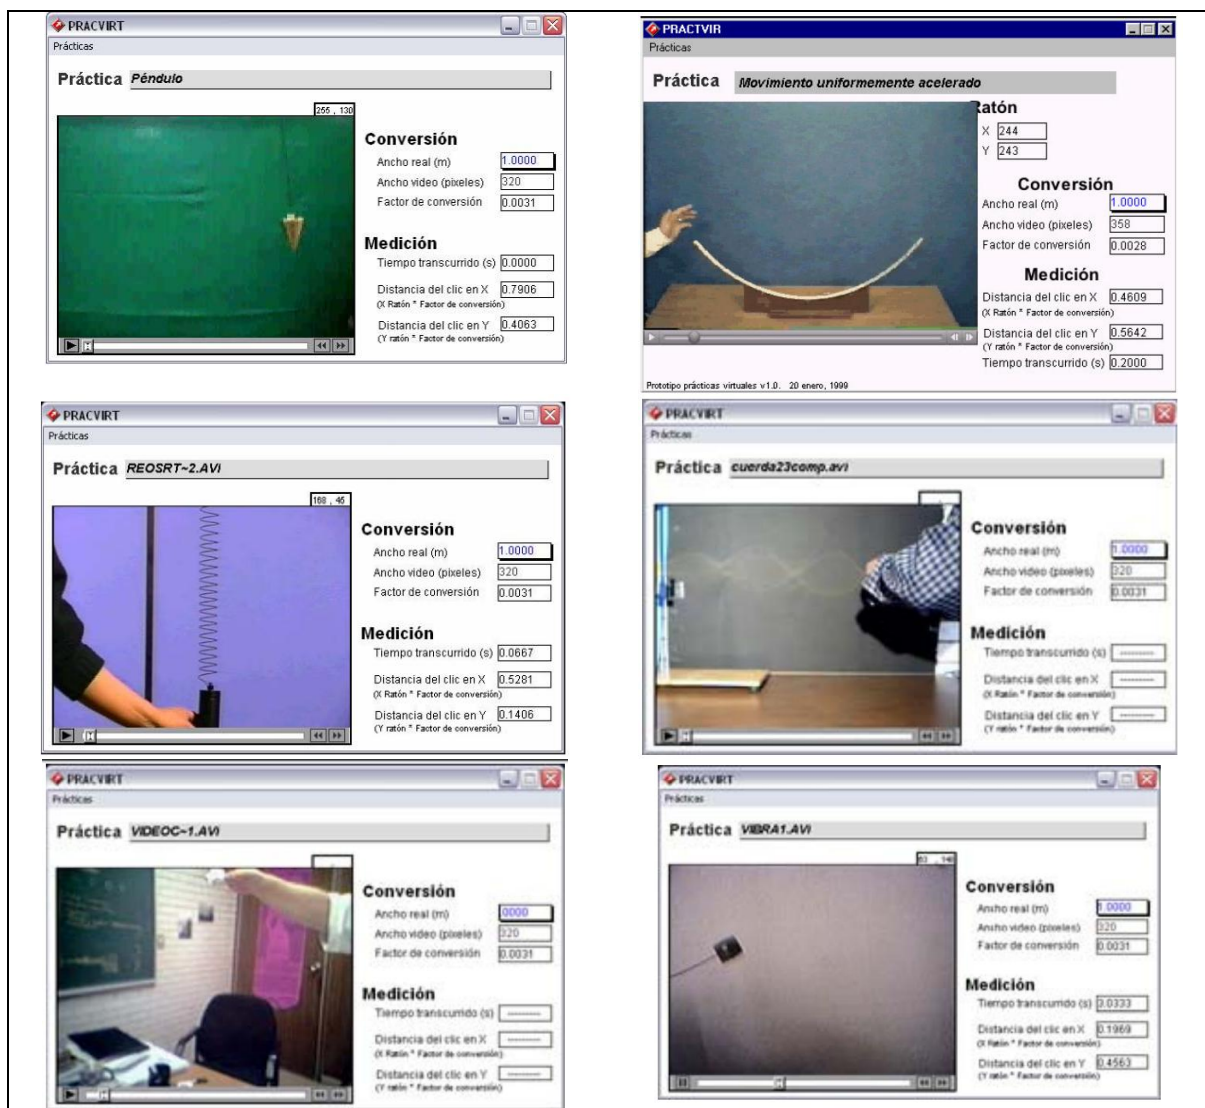 PRACVIRT
Prácticas
Práctica Péndulo
255 , 130
Conversión
Ancho real (m) 1.0000
Ancho video (pixeles) 320
Factor de conversión 0.0031
Medición
Tiempo transcurrido (s) 0.0000
Distancia del clic en X 0.7906
(X Ratón * Factor de conversión)
Distancia del clic en Y 0.4063
(Y ratón * Factor de conversión)
PRACTVIR
Prácticas
Práctica Movimiento uniformemente acelerado
Ratón
X 244
Y 243
Conversión
Ancho real (m) 1.0000
Ancho video (pixeles) 358
Factor de conversión 0.0028
Medición
Distancia del clic en X 0.4609
(X Ratón * Factor de conversión)
Distancia del clic en Y 0.5642
(Y ratón * Factor de conversión)
Tiempo transcurrido (s) 0.2000
Prototipo prácticas virtuales v1.0. 20 enero, 1999
PRACVIRT
Prácticas
Práctica REOSRT~2.AVI
168 , 45
Conversión
Ancho real (m) 1.0000
Ancho video (pixeles) 320
Factor de conversión 0.0031
Medición
Tiempo transcurrido (s) 0.0667
Distancia del clic en X 0.5281
(X Ratón * Factor de conversión)
Distancia del clic en Y 0.1406
(Y ratón * Factor de conversión)
PRACVIRT
Prácticas
Práctica cuerda23comp.avi
Conversión
Ancho real (m) 1.0000
Ancho video (pixeles) 320
Factor de conversión 0.0031
Medición
Tiempo transcurrido (s) ---------
Distancia del clic en X ---------
(X Ratón * Factor de conversión)
Distancia del clic en Y ---------
(Y ratón * Factor de conversión)
PRACVIRT
Prácticas
Práctica VIDEOC~1.AVI
Conversión
Ancho real (m) 0000
Ancho video (pixeles) 320
Factor de conversión 0.0031
Medición
Tiempo transcurrido (s) ---------
Distancia del clic en X ---------
(X Ratón * Factor de conversión)
Distancia del clic en Y ---------
(Y ratón * Factor de conversión)
PRACVIRT
Prácticas
Práctica VIBRA1.AVI
63 , 146
Conversión
Ancho real (m) 1.0000
Ancho video (pixeles) 320
Factor de conversión 0.0031
Medición
Tiempo transcurrido (s) 3.0333
Distancia del clic en X 0.1969
(X Ratón * Factor de conversión)
Distancia del clic en Y 0.4563
(Y ratón * Factor de conversión)